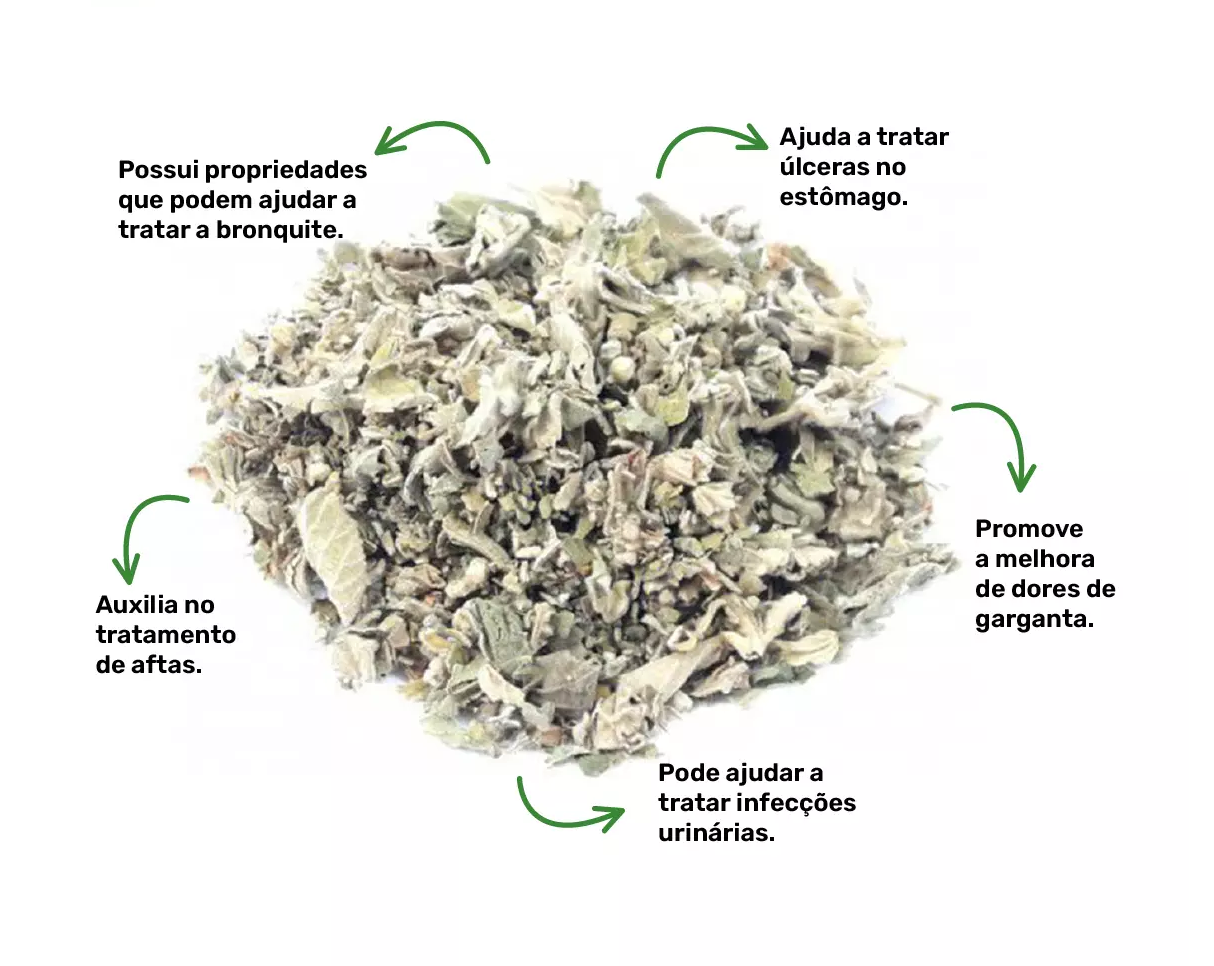 Possui propriedades
que podem ajudar a
tratar a bronquite.
Ajuda a tratar
úlceras no
estômago.
Promove
a melhora
de dores de
garganta.
Auxilia no
tratamento
de aftas.
Pode ajudar a
tratar infecções
urinárias.